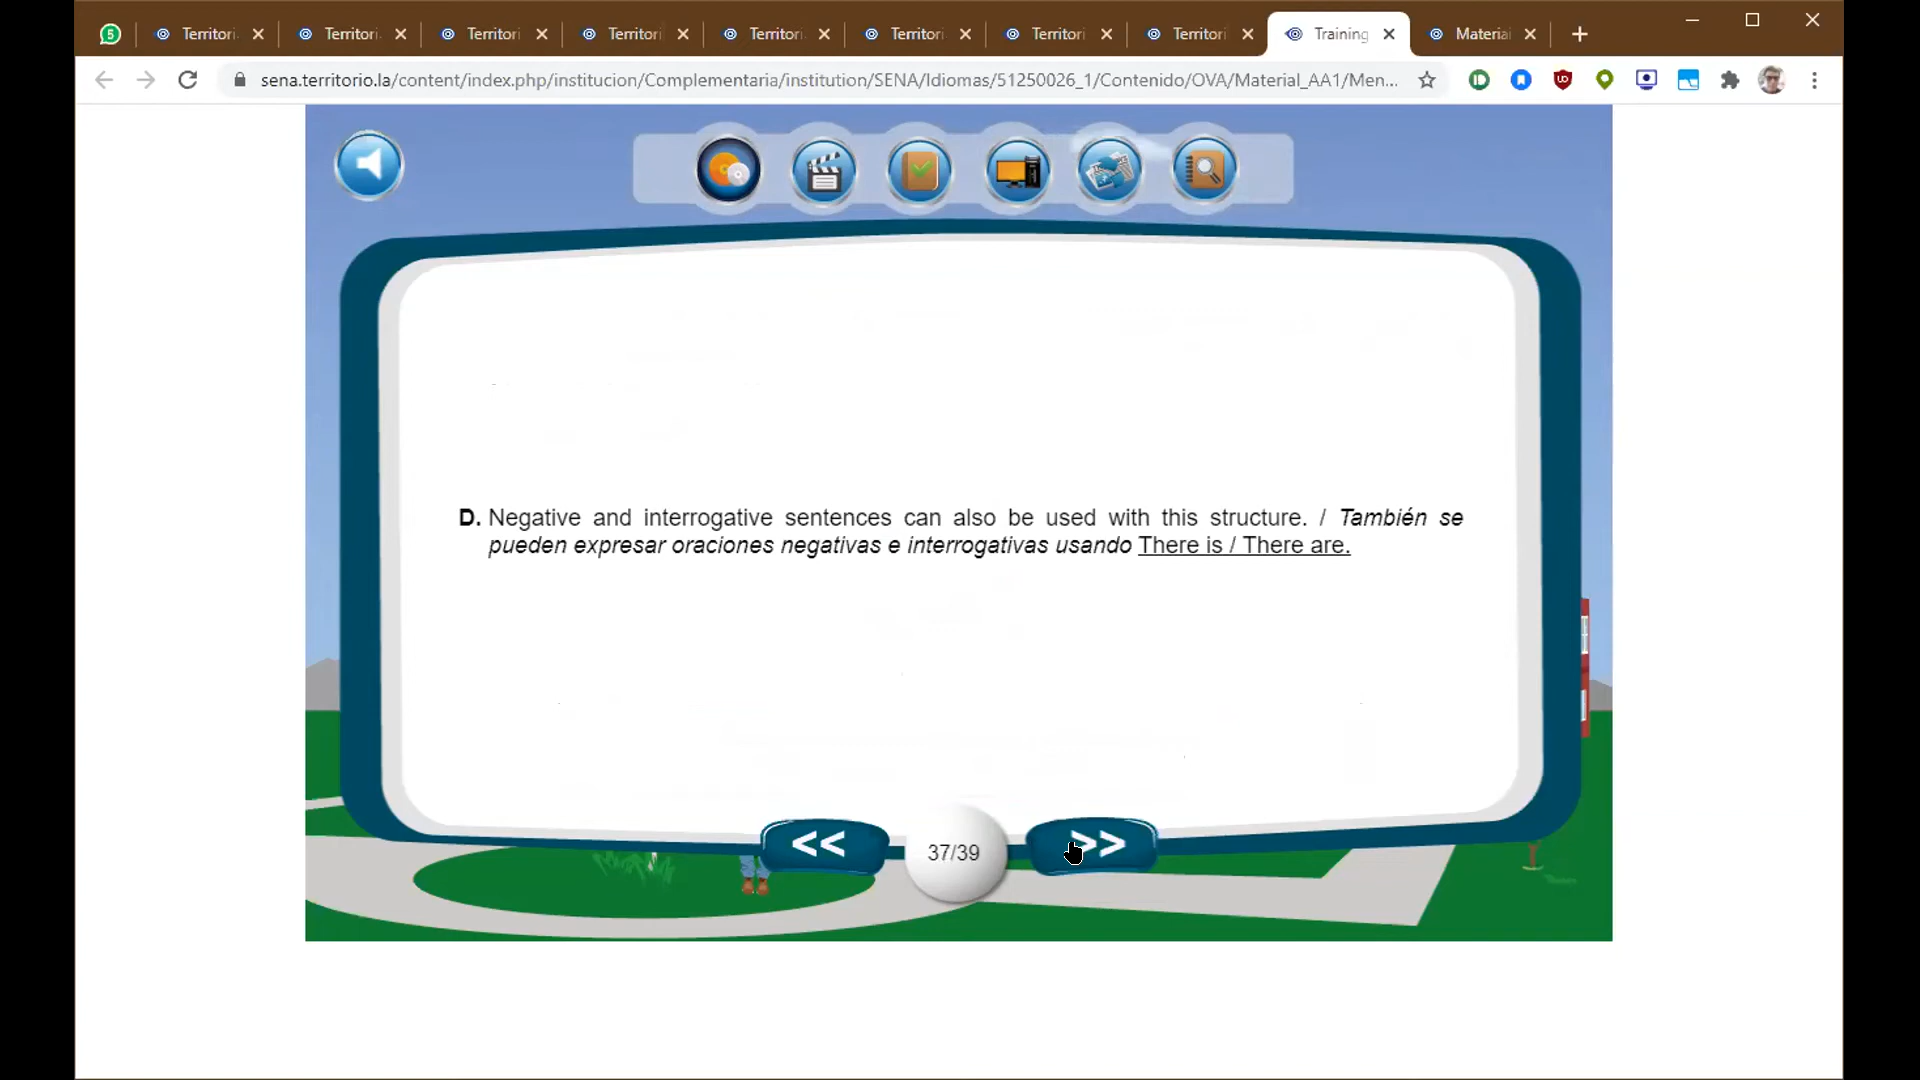 5
Territori
Territori
Territori
Territori
Territori
Territori
Territori
Territori
Training
Material
sena.territorio.la/content/index.php/institucion/Complementaria/institution/SENA/Idiomas/51250026_1/Contenido/OVA/Material_AA1/Men...
D. Negative and interrogative sentences can also be used with this structure. / También se
pueden expresar oraciones negativas e interrogativas usando There is / There are.
<< 37/39 >>